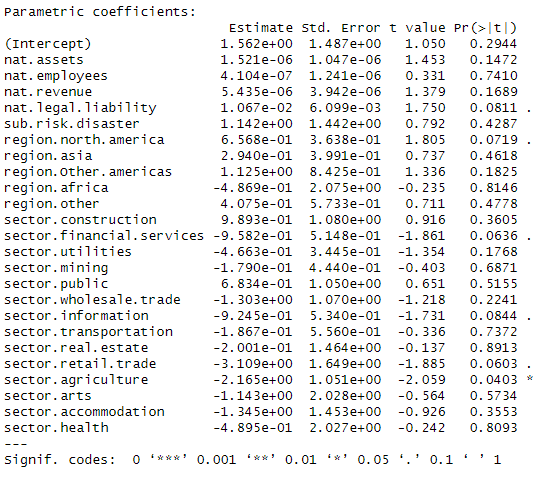 Parametric coefficients:
                           Estimate Std. Error t value Pr(>|t|)
(Intercept)               1.562e+00  1.487e+00   1.050   0.2944
nat.assets                1.521e-06  1.047e-06   1.453   0.1472
nat.employees             4.104e-07  1.241e-06   0.331   0.7410
nat.revenue               5.435e-06  3.942e-06   1.379   0.1689
nat.legal.liability       1.067e-02  6.099e-03   1.750   0.0811 .
sub.risk.disaster         1.142e+00  1.442e+00   0.792   0.4287
region.north.america      6.568e-01  3.638e-01   1.805   0.0719 .
region.asia               2.940e-01  3.991e-01   0.737   0.4618
region.Other.americas     1.125e+00  8.425e-01   1.336   0.1825
region.africa            -4.869e-01  2.075e+00  -0.235   0.8146
region.other              4.075e-01  5.733e-01   0.711   0.4778
sector.construction       9.893e-01  1.080e+00   0.916   0.3605
sector.financial.services -9.582e-01  5.148e-01  -1.861   0.0636 .
sector.utilities         -4.663e-01  3.445e-01  -1.354   0.1768
sector.mining            -1.790e-01  4.440e-01  -0.403   0.6871
sector.public             6.834e-01  1.050e+00   0.651   0.5155
sector.wholesale.trade   -1.303e+00  1.070e+00  -1.218   0.2241
sector.information       -9.245e-01  5.340e-01  -1.731   0.0844 .
sector.transportation    -1.867e-01  5.560e-01  -0.336   0.7372
sector.real.estate       -2.001e-01  1.464e+00  -0.137   0.8913
sector.retail.trade      -3.109e+00  1.649e+00  -1.885   0.0603 .
sector.agriculture       -2.165e+00  1.051e+00  -2.059   0.0403 *
sector.arts              -1.143e+00  2.028e+00  -0.564   0.5734
sector.accommodation     -1.345e+00  1.453e+00  -0.926   0.3553
sector.health            -4.895e-01  2.027e+00  -0.242   0.8093
---
Signif. codes:  0 ‘***’ 0.001 ‘**’ 0.01 ‘*’ 0.05 ‘.’ 0.1 ‘ ’ 1